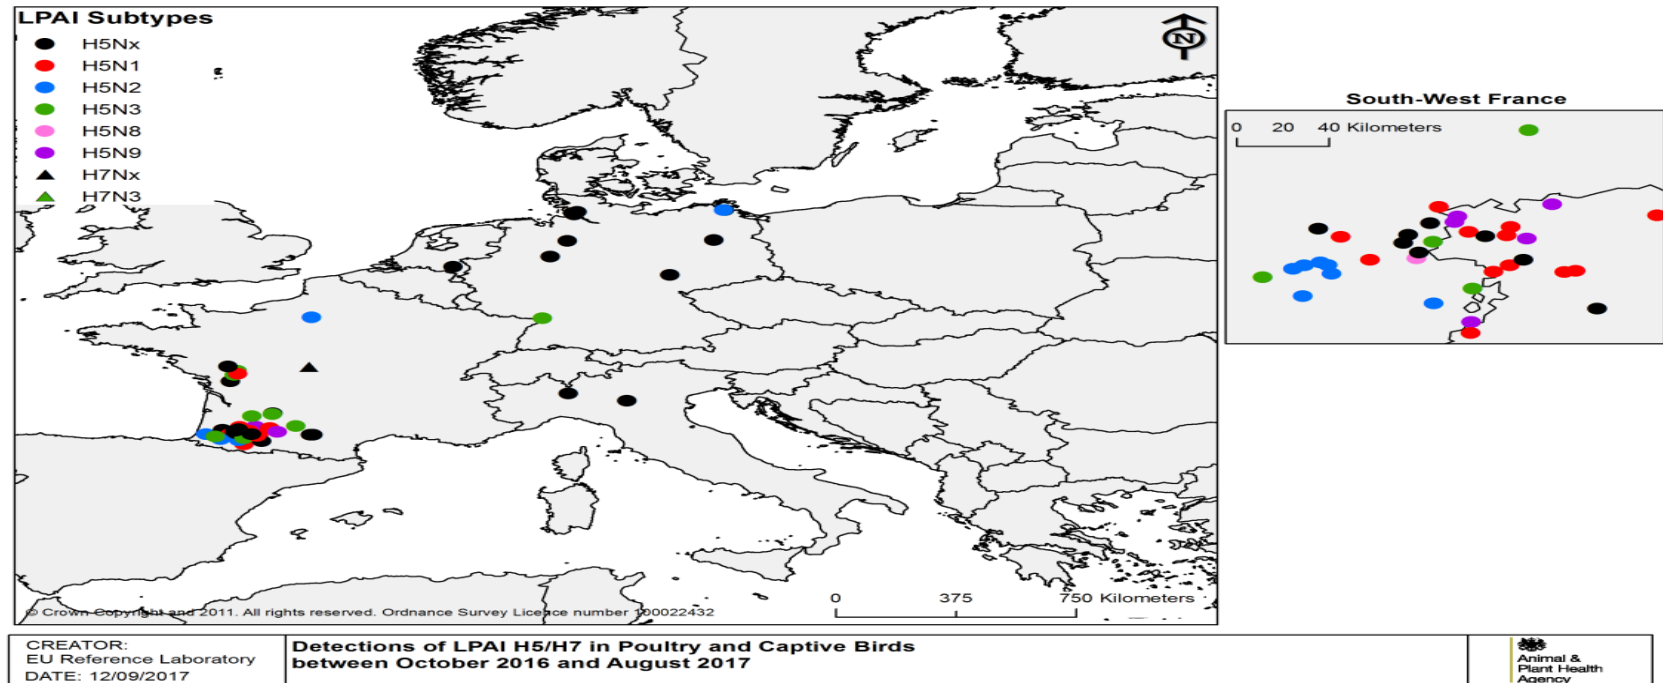 LPAI Subtypes
H5Nx
H5N1
H5N2
H5N3
H5N8
H5N9
H7Nx
H7N3
N
South-West France
0 20 40 Kilometers
0 375 750 Kilometers
© Crown Copyright and 2011. All rights reserved. Ordnance Survey Licence number 100022432
CREATOR:
EU Reference Laboratory
DATE: 12/09/2017
Detections of LPAI H5/H7 in Poultry and Captive Birds
between October 2016 and August 2017
Animal &
Plant Health
Agency